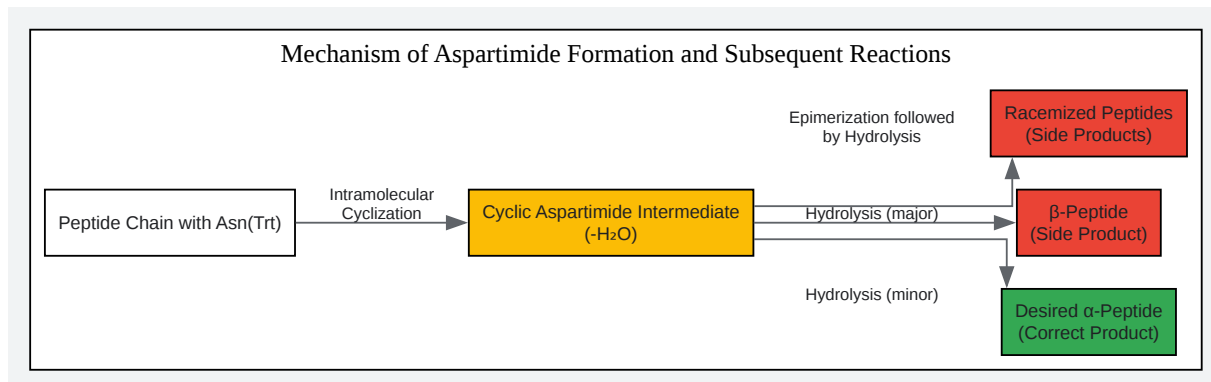 Mechanism of Aspartimide Formation and Subsequent Reactions
Peptide Chain with Asn(Trt)
Intramolecular
Cyclization
Cyclic Aspartimide Intermediate
(-H₂O)
Epimerization followed
by Hydrolysis
Racemized Peptides
(Side Products)
Hydrolysis (major)
β-Peptide
(Side Product)
Hydrolysis (minor)
Desired α-Peptide
(Correct Product)